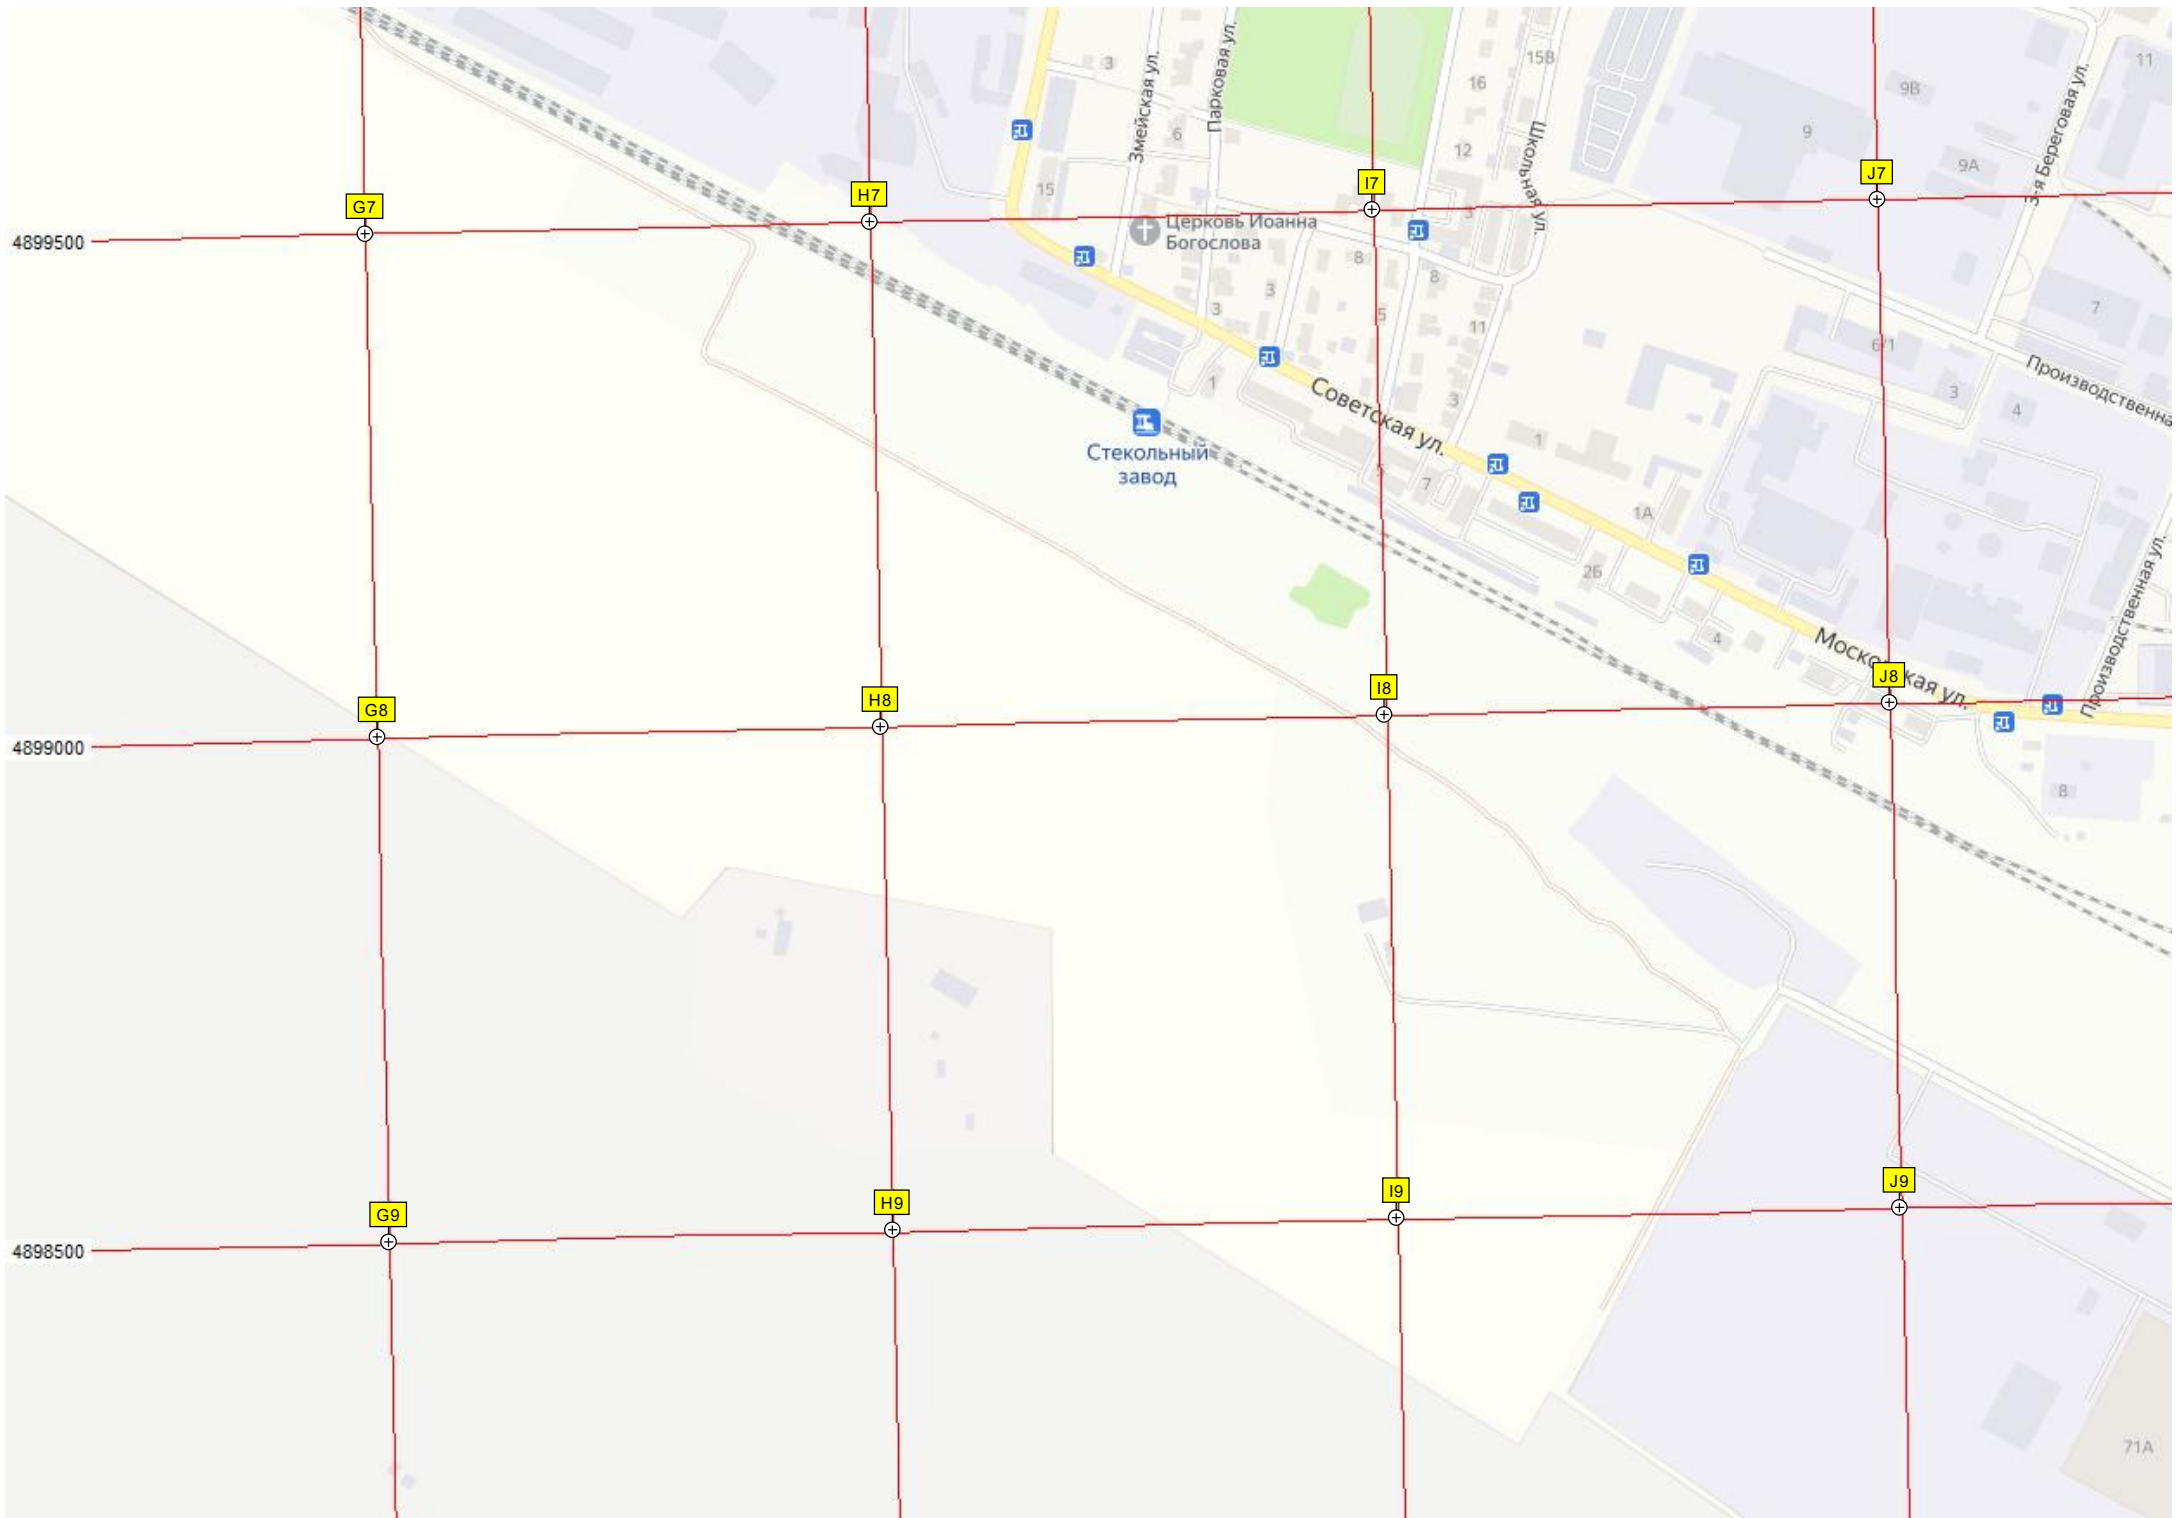 3
Змейская ул.
Парковая ул.
15В
16
9В
11
6
12
9
9А
15
3
Школьная ул.
3-я Береговая ул.
G7
H7
I7
J7
4899500
Церковь Иоанна
Богослова
8
8
3
3
5
11
7
6/1
Производственна
1
3
3
4
Советская ул.
1
Стекольный
завод
7
1А
2Б
4
Производственная ул.
G8
H8
I8
J8
4899000
8
G9
H9
I9
J9
4898500
71А